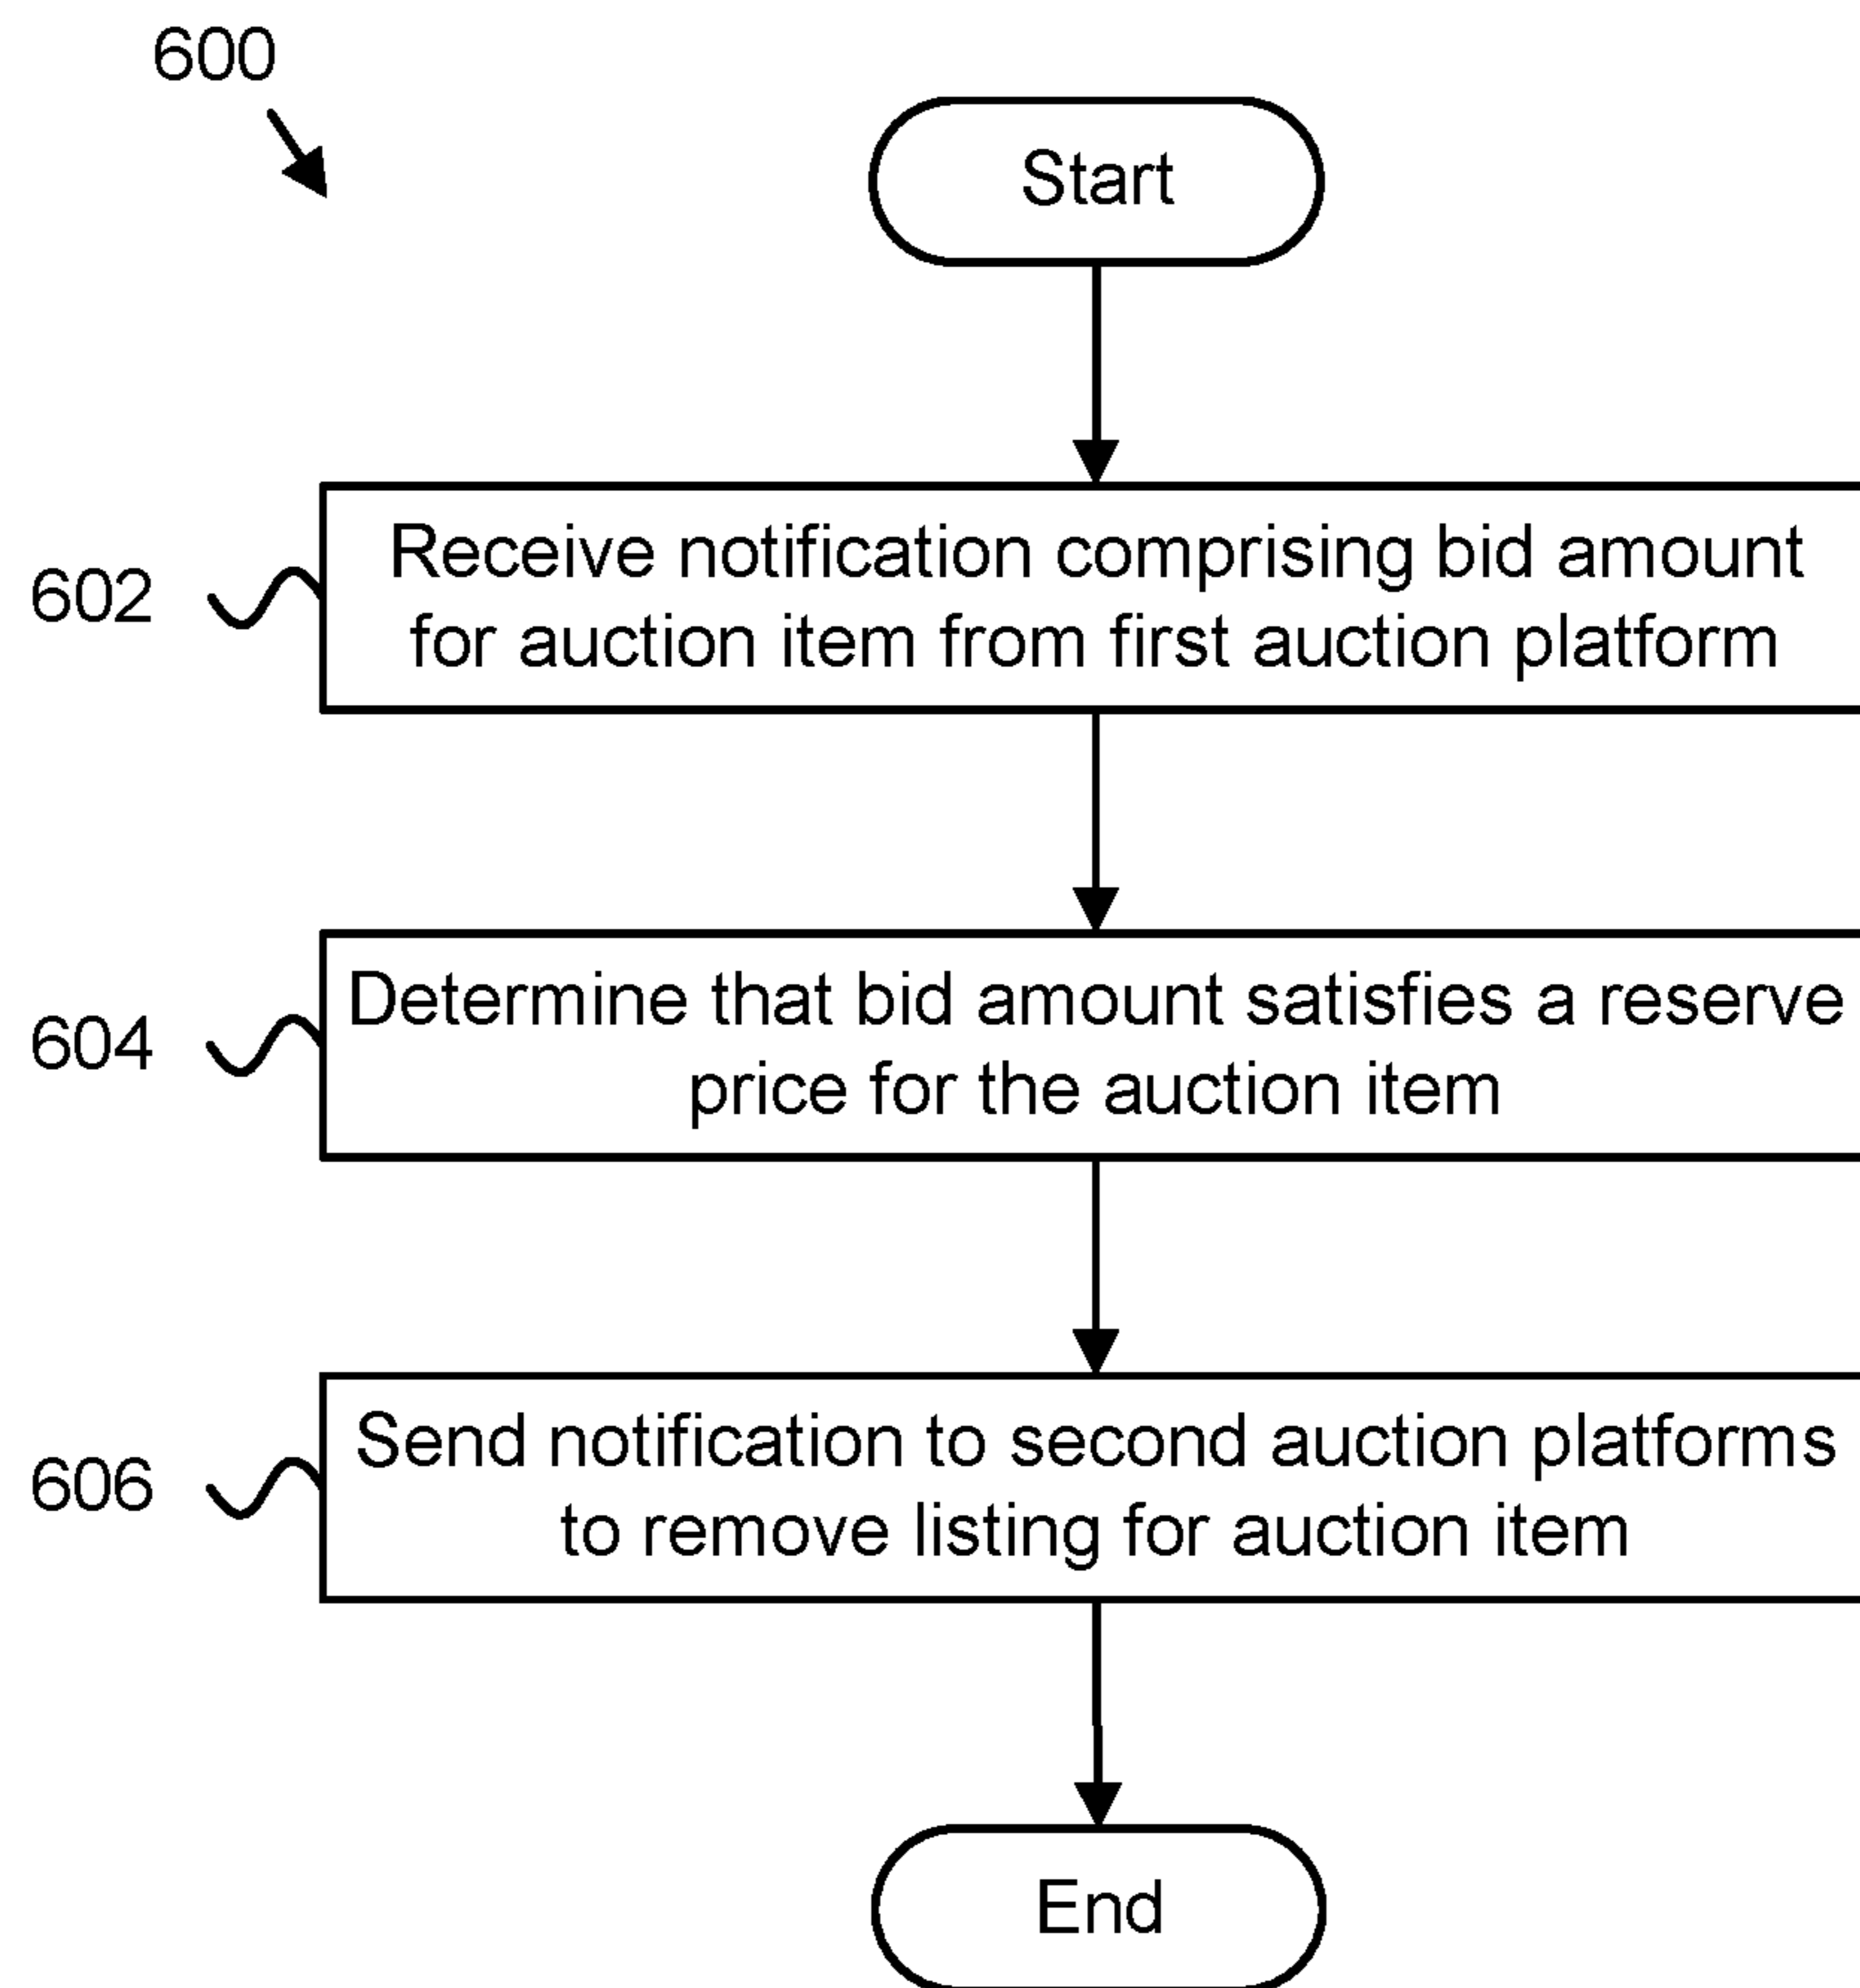 600
Start
602
Receive notification comprising bid amount
for auction item from first auction platform
604
Determine that bid amount satisfies a reserve
price for the auction item
606
Send notification to second auction platforms
to remove listing for auction item
End